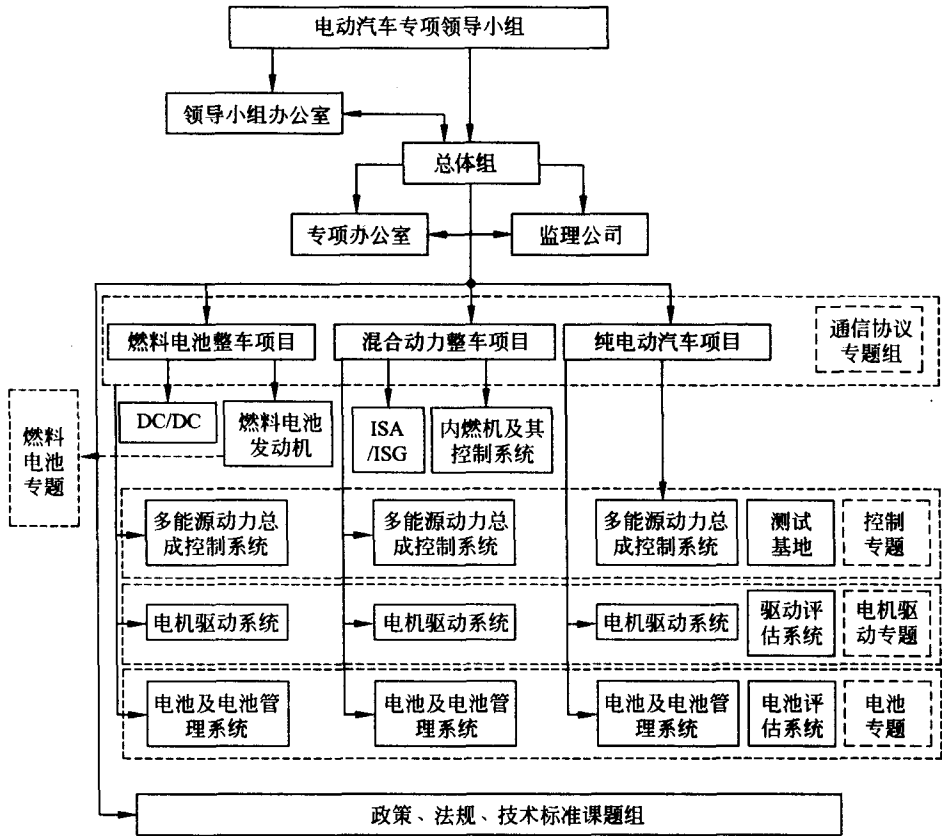 电动汽车专项领导小组
领导小组办公室
总体组
专项办公室
监理公司
燃料电池整车项目
混合动力整车项目
纯电动汽车项目
通信协议
专题组
燃料
电池
专题
DC/DC
燃料电池
发动机
ISA
/ISG
内燃机及其
控制系统
多能源动力总
成控制系统
多能源动力总
成控制系统
多能源动力总
成控制系统
测试
基地
控制
专题
电机驱动系统
电机驱动系统
电机驱动系统
驱动评
估系统
电机驱
动专题
电池及电池管
理系统
电池及电池管
理系统
电池及电池管
理系统
电池评
估系统
电池
专题
政策、法规、技术标准课题组